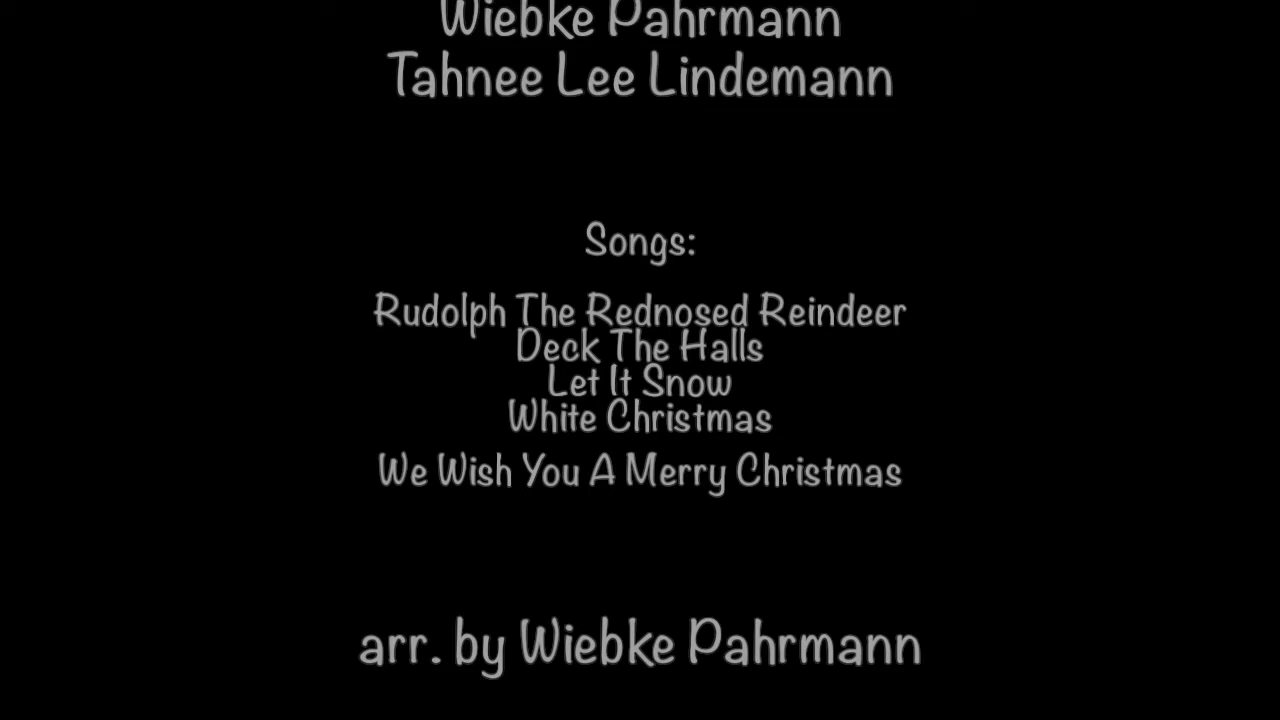 Wiebke Pahrmann
Tahnee Lee Lindemann
Songs:
Rudolph The Rednosed Reindeer
Deck The Halls
Let It Snow
White Christmas
We Wish You A Merry Christmas
arr. by Wiebke Pahrmann